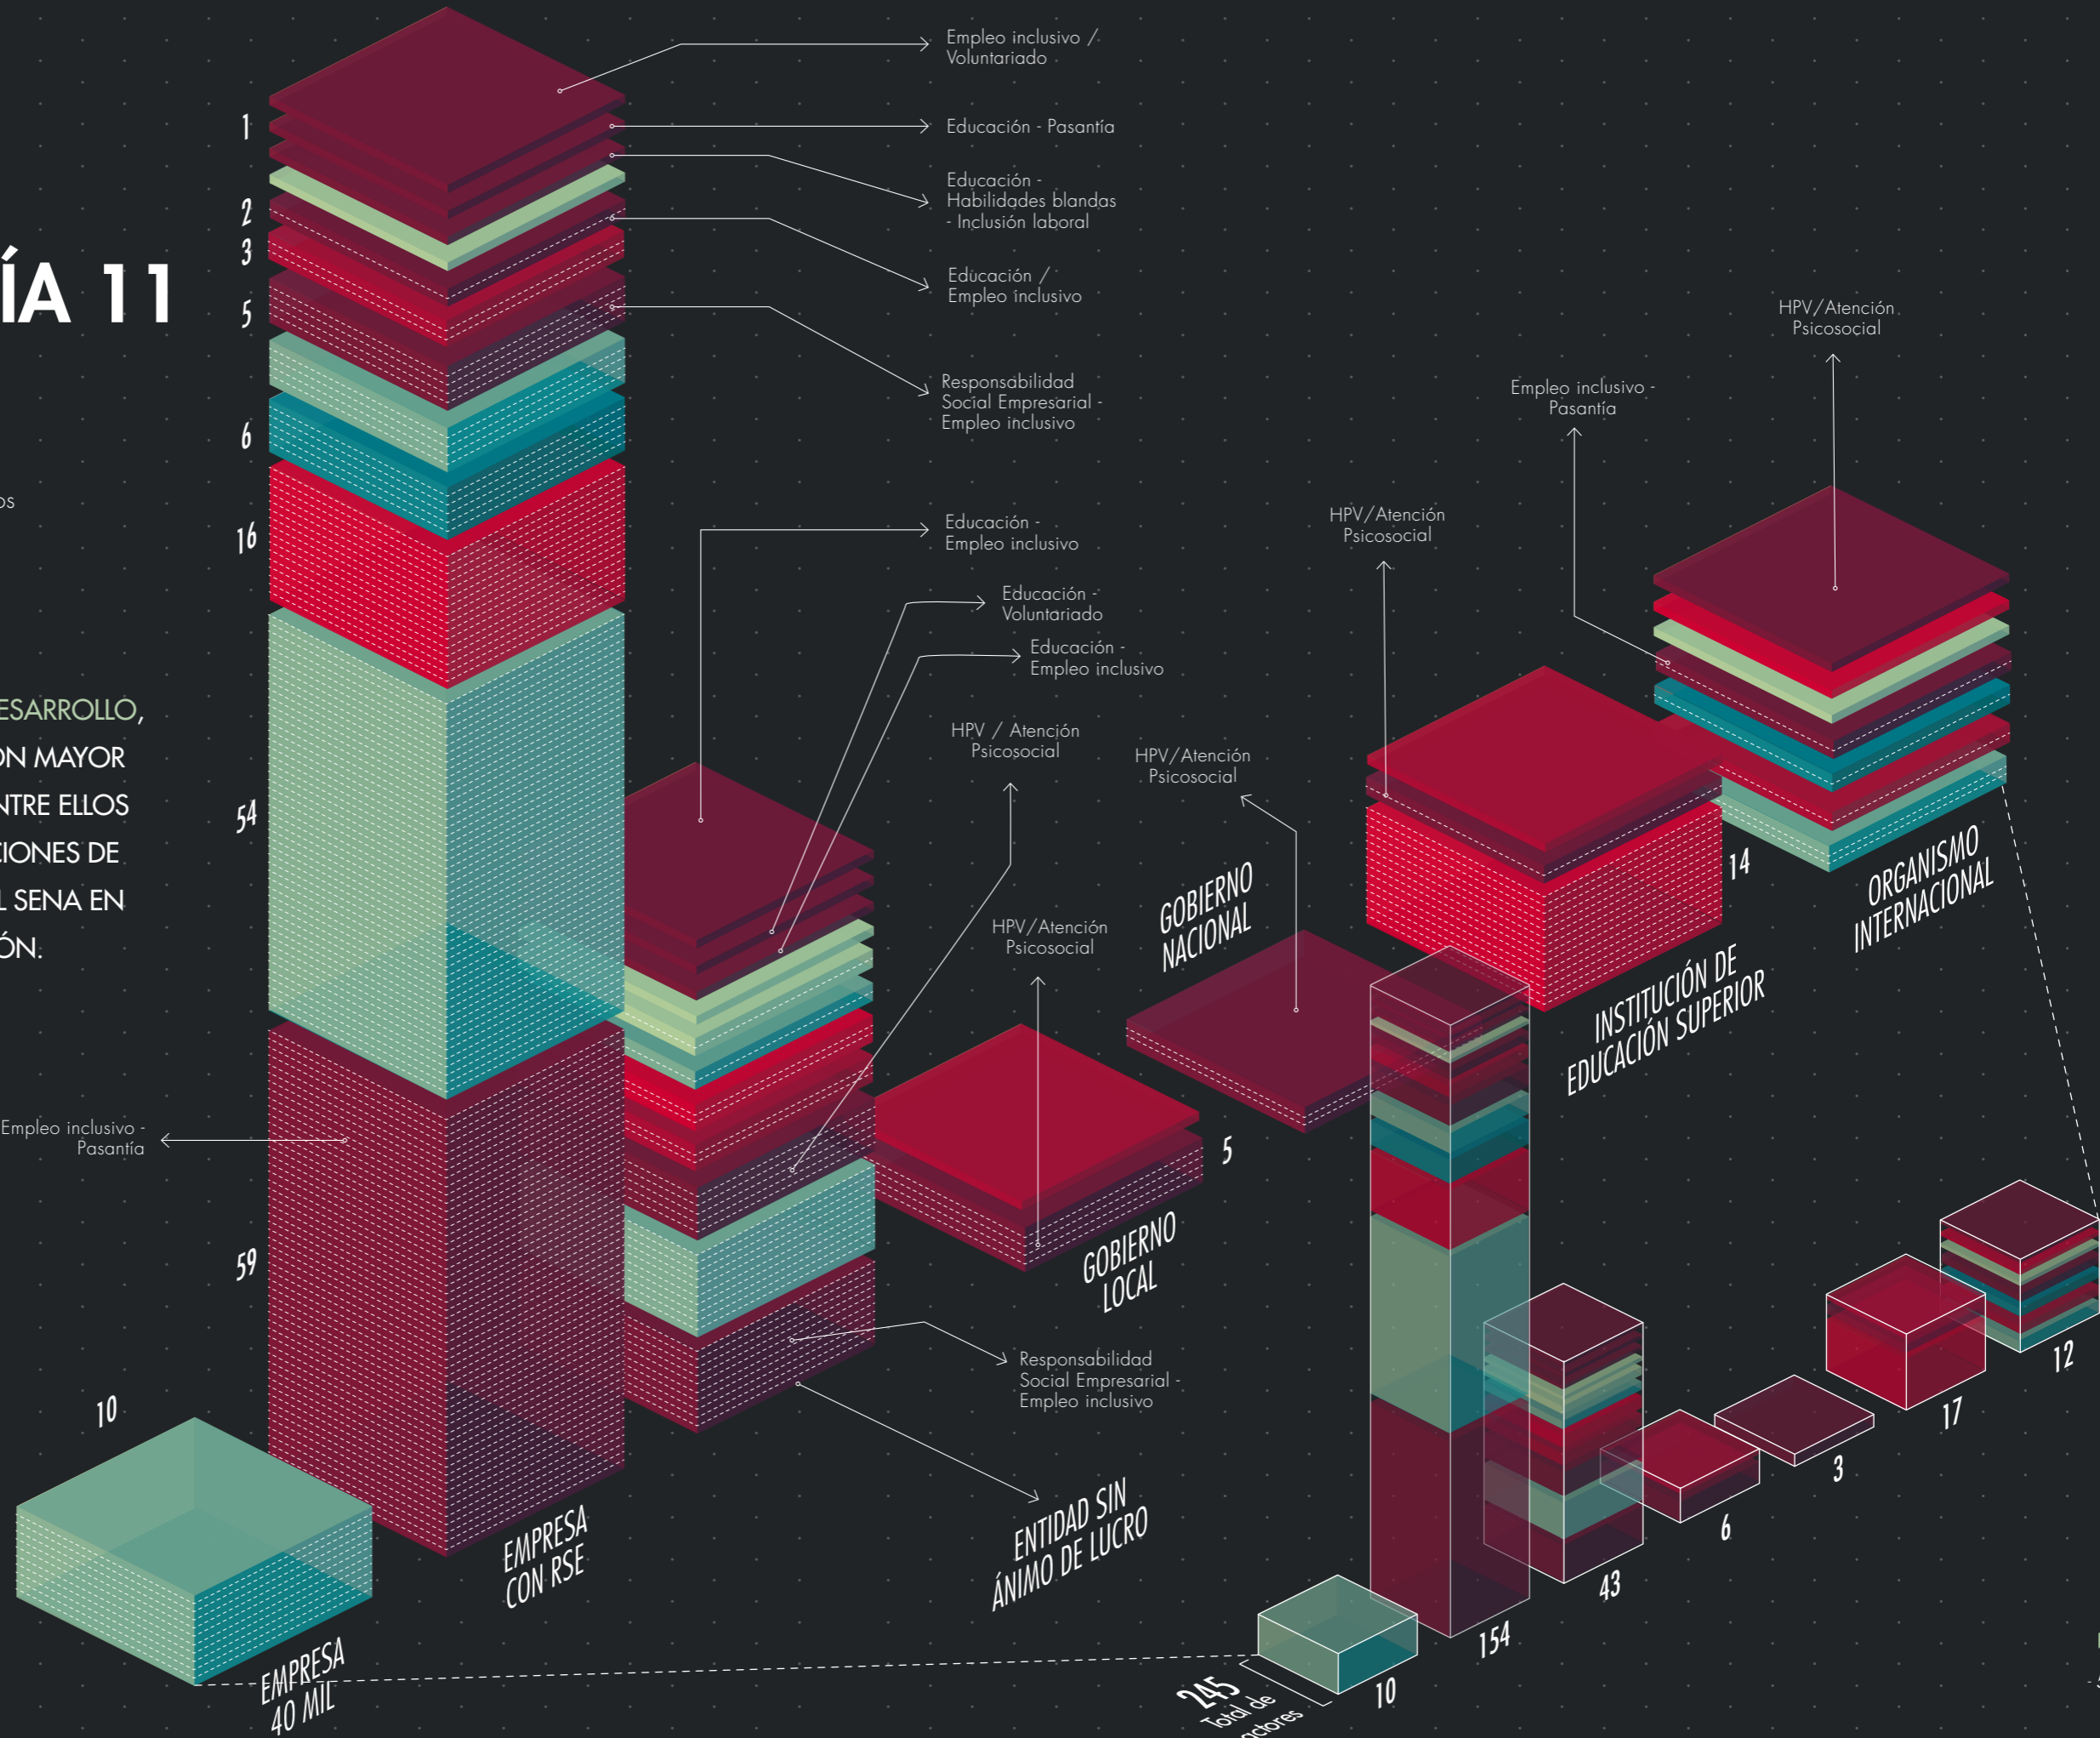 ÍA 11
os
ESARROLLO,
ON MAYOR
NTRE ELLOS
CIONES DE
L SENA EN
ÓN.
1
2
3
5
6
16
54
59
10
Empleo inclusivo /
Voluntariado
Educación - Pasantía
Educación -
Habilidades blandas
- Inclusión laboral
Educación /
Empleo inclusivo
Responsabilidad
Social Empresarial -
Empleo inclusivo
Educación -
Empleo inclusivo
Educación -
Voluntariado
Educación -
Empleo inclusivo
HPV / Atención
Psicosocial
HPV/Atención
Psicosocial
HPV/Atención
Psicosocial
HPV/Atención
Psicosocial
Empleo inclusivo -
Pasantía
HPV/Atención
Psicosocial
Empleo inclusivo -
Pasantía
Responsabilidad
Social Empresarial -
Empleo inclusivo
EMPRESA
40 MIL
EMPRESA
CON RSE
ENTIDAD SIN
ÁNIMO DE LUCRO
GOBIERNO
LOCAL
5
GOBIERNO
NACIONAL
INSTITUCIÓN DE
EDUCACIÓN SUPERIOR
14
ORGANISMO
INTERNACIONAL
245
Total de
actores
10
154
43
6
3
17
12